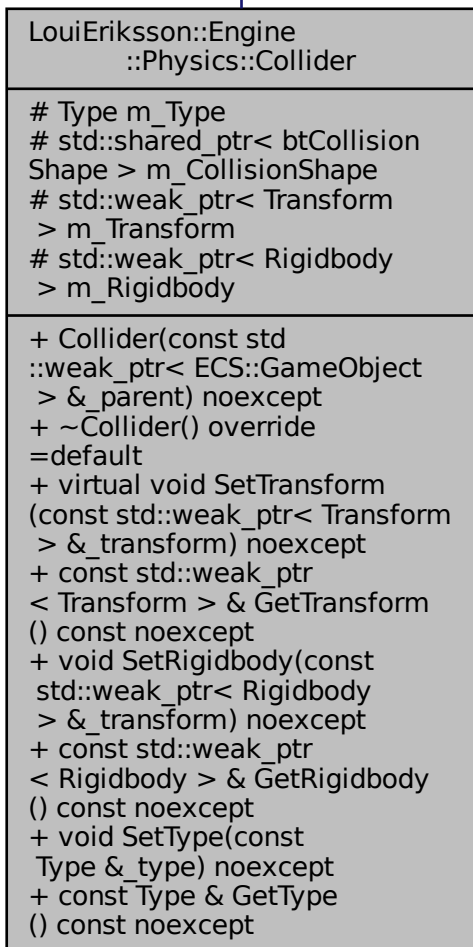 LouiEriksson::Engine
::Physics::Collider
# Type m_Type
# std::shared_ptr< btCollision
Shape > m_CollisionShape
# std::weak_ptr< Transform
> m_Transform
# std::weak_ptr< Rigidbody
> m_Rigidbody
+ Collider(const std
::weak_ptr< ECS::GameObject
> &_parent) noexcept
+ ~Collider() override
=default
+ virtual void SetTransform
(const std::weak_ptr< Transform
> &_transform) noexcept
+ const std::weak_ptr
< Transform > & GetTransform
() const noexcept
+ void SetRigidbody(const
std::weak_ptr< Rigidbody
> &_transform) noexcept
+ const std::weak_ptr
< Rigidbody > & GetRigidbody
() const noexcept
+ void SetType(const
Type &_type) noexcept
+ const Type & GetType
() const noexcept